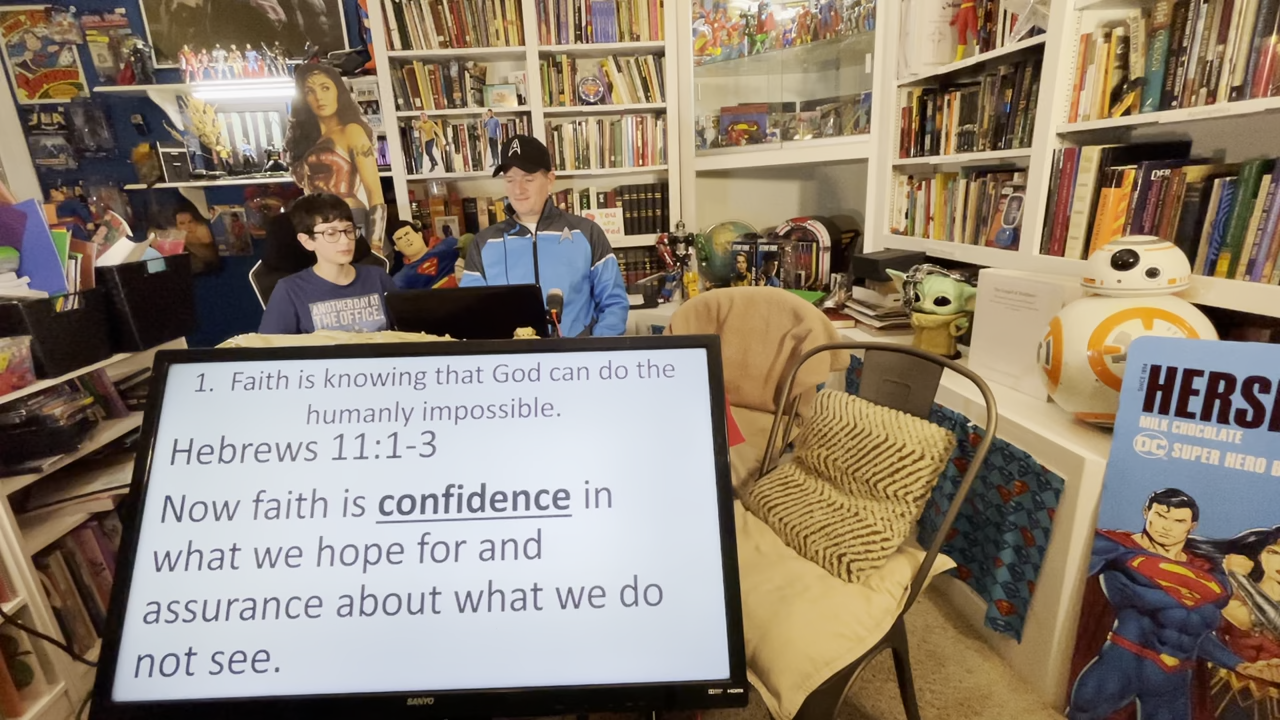 ANOTHER DAY AT
THE OFFICE.
1. Faith is knowing that God can do the
humanly impossible.
Hebrews 11:1-3
Now faith is confidence in
what we hope for and
assurance about what we do
not see.
SANYO
HDMI
HERS
MILK CHOCOLATE
DC SUPER HERO